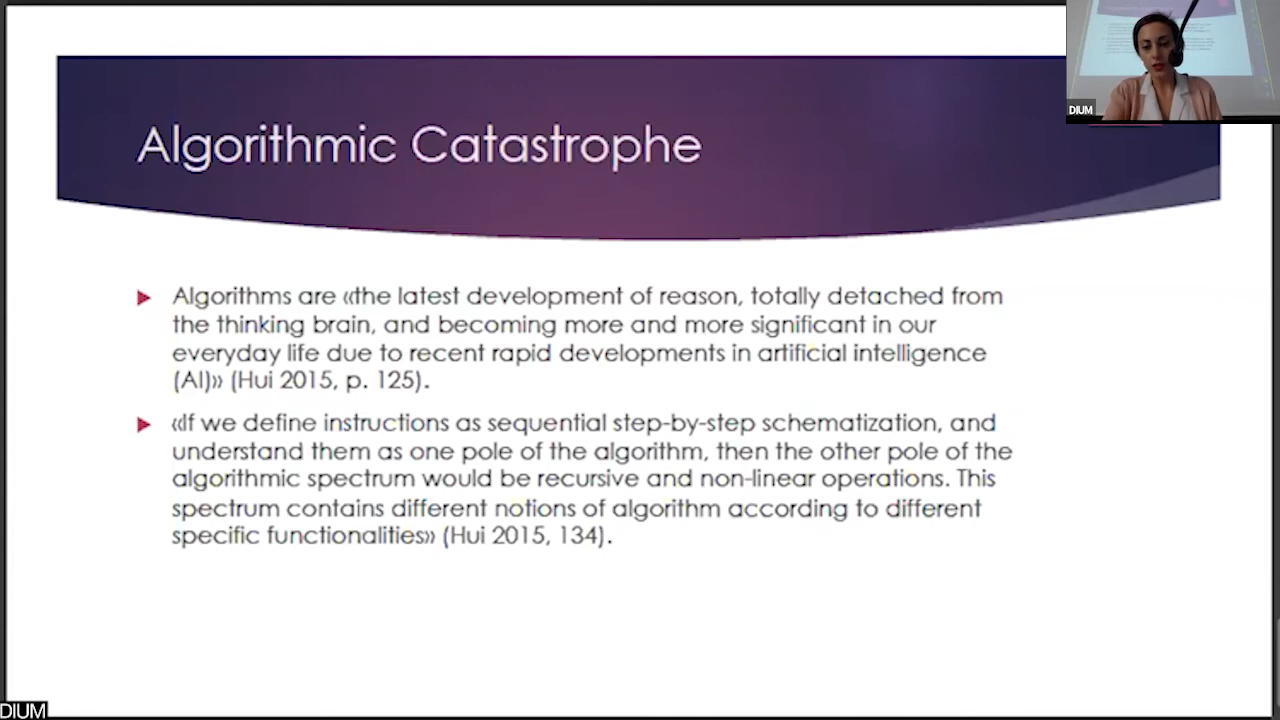 Algorithmic Catastrophe
Algorithms are «the latest development of reason, totally detached from
the thinking brain, and becoming more and more significant in our
everyday life due to recent rapid developments in artificial intelligence
(AI)» (Hui 2015, p. 125).
«If we define instructions as sequential step-by-step schematization, and
understand them as one pole of the algorithm, then the other pole of the
algorithmic spectrum would be recursive and non-linear operations. This
spectrum contains different notions of algorithm according to different
specific functionalities» (Hui 2015, 134).
DIUM
DIUM